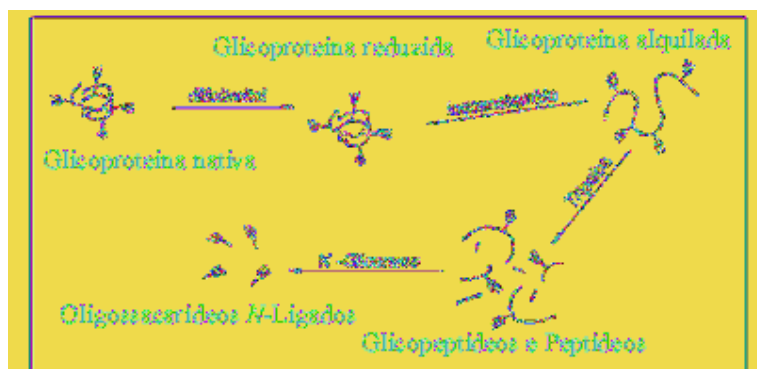 Glicoproteína reduzida
Glicoproteína alquilada
Glicoproteína nativa
N-Glicanase
Oligossacarídeos N-Ligados
Glicopeptídeos e Peptídeos